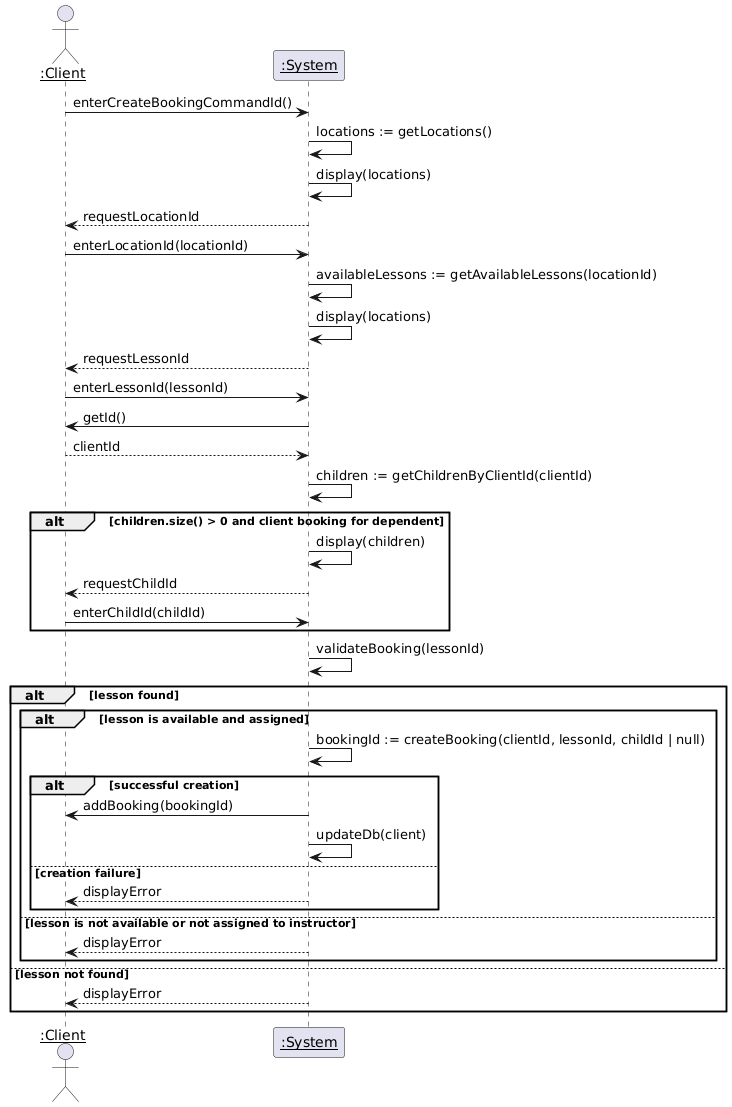 :Client
:System
enterCreateBookingCommandId()
locations := getLocations()
display(locations)
requestLocationId
enterLocationId(locationId)
availableLessons := getAvailableLessons(locationId)
display(locations)
requestLessonId
enterLessonId(lessonId)
getId()
clientId
children := getChildrenByClientId(clientId)
alt [children.size() > 0 and client booking for dependent]
display(children)
requestChildId
enterChildId(childId)
validateBooking(lessonId)
alt [lesson found]
alt [lesson is available and assigned]
bookingId := createBooking(clientId, lessonId, childId | null)
alt [successful creation]
addBooking(bookingId)
updateDb(client)
[creation failure]
displayError
[lesson is not available or not assigned to instructor]
displayError
[lesson not found]
displayError
:Client
:System